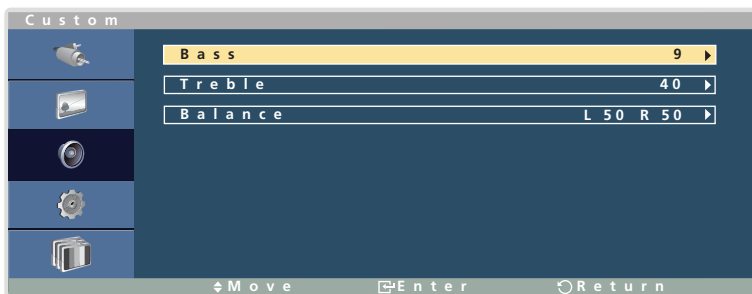 Custom
Bass 9
Treble 40
Balance L 50 R 50
Move Enter Return